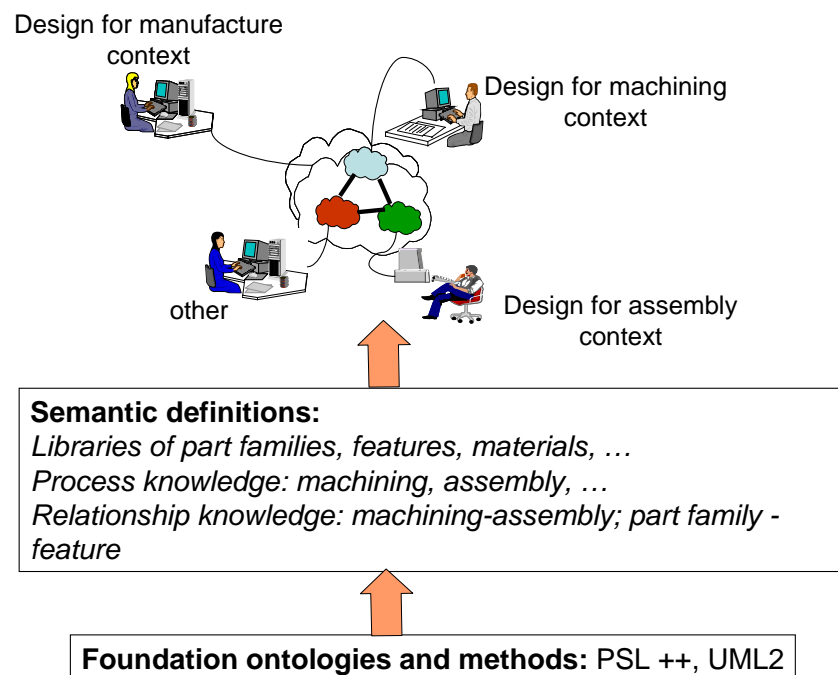 Design for manufacture
context
Design for machining
context
other
Design for assembly
context
Semantic definitions:
Libraries of part families, features, materials, …
Process knowledge: machining, assembly, …
Relationship knowledge: machining-assembly; part family -
feature
Foundation ontologies and methods: PSL ++, UML2